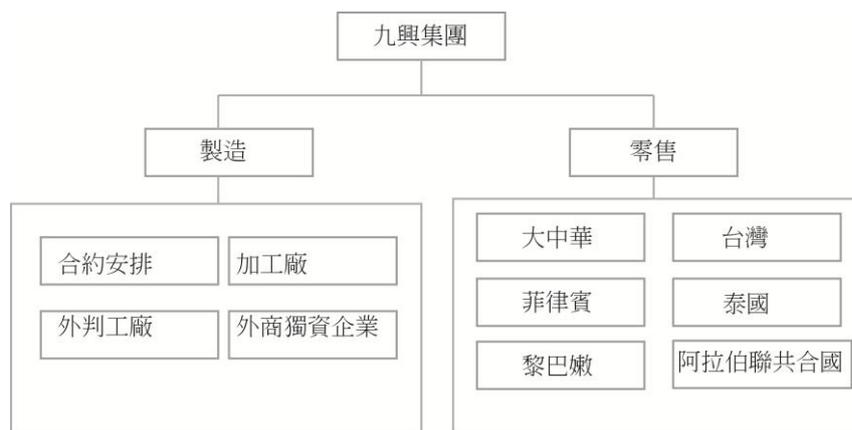 九興集團
製造
零售
合約安排
加工廠
外判工廠
外商獨資企業
大中華
台灣
菲律賓
泰國
黎巴嫩
阿拉伯聯共合國